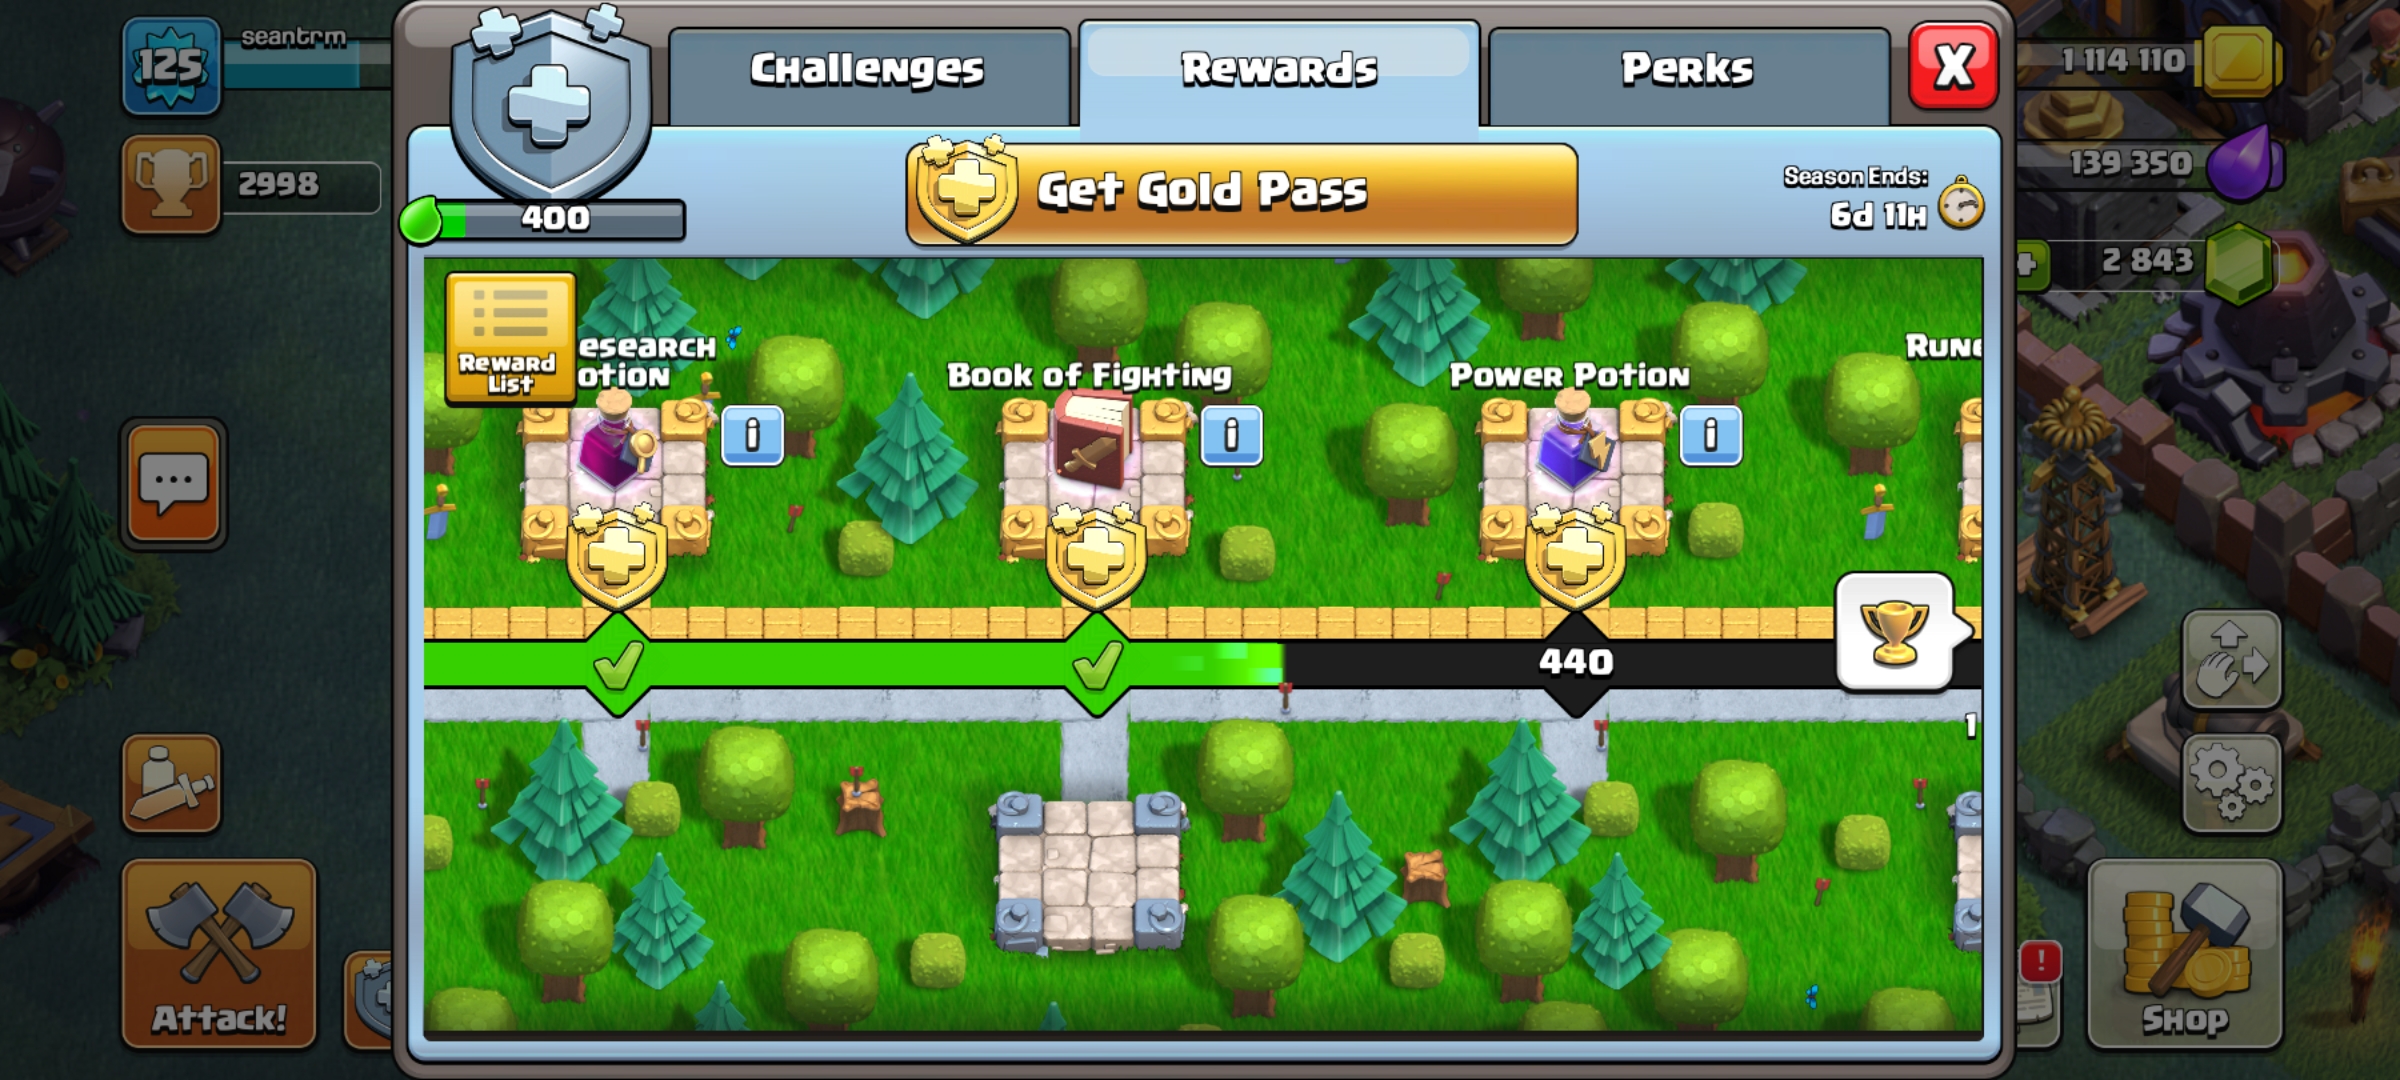 125
seantrm
Challenges
Rewards
Perks
X
1 114 110
2998
Get Gold Pass
Season Ends:
6d 11H
139 350
400
2 843
Reward
List
esearch
otion
Book of Fighting
Power Potion
Rune
i
i
i
440
1
Attack!
!
Shop